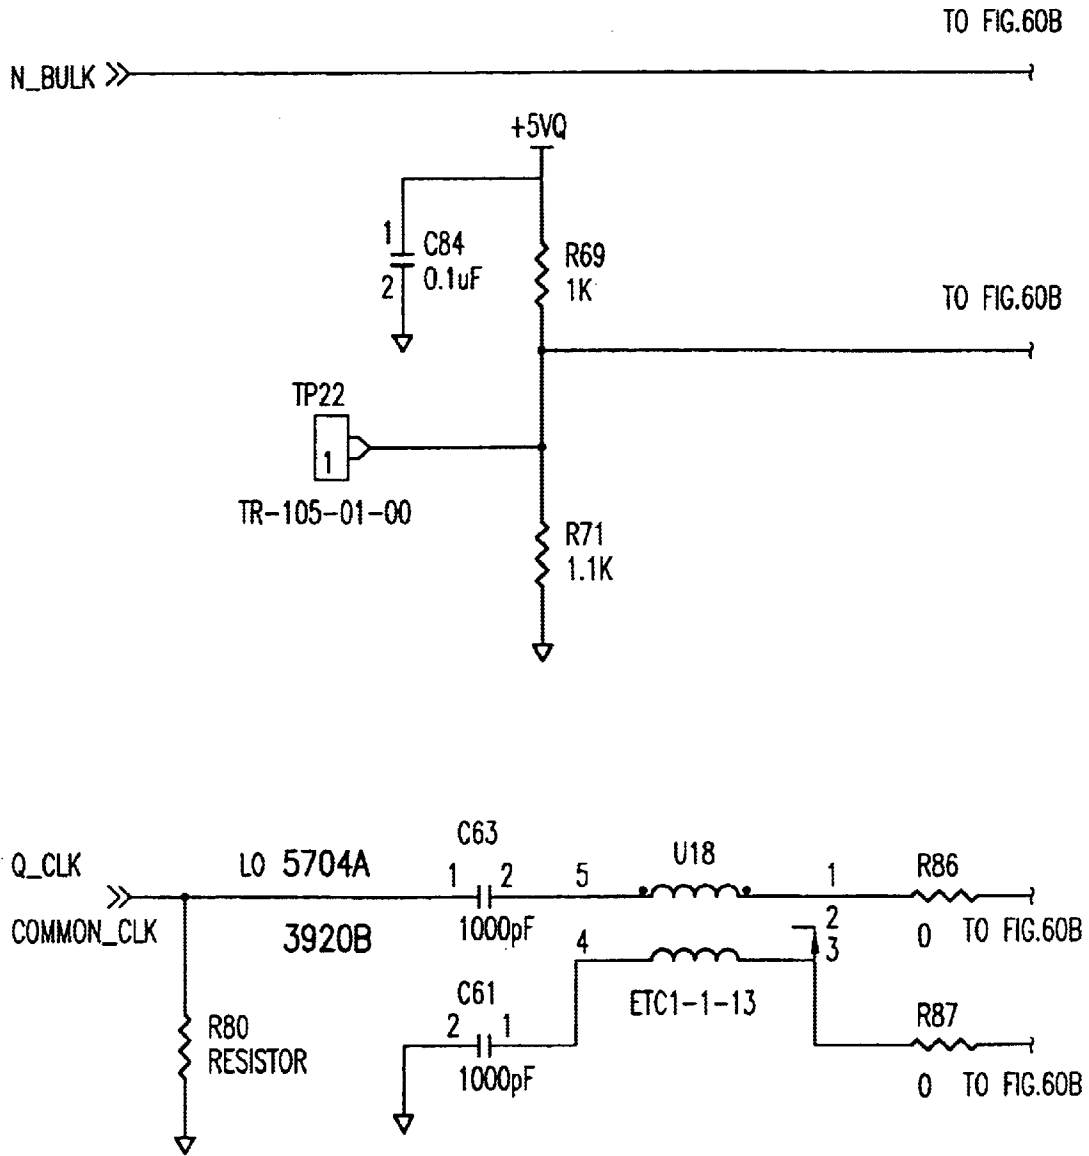 TO FIG.60B
N_BULK
+5VQ
1
C84
0.1uF
2
R69
1K
TO FIG.60B
TP22
1
TR-105-01-00
R71
1.1K
C63
Q_CLK
LO 5704A
1 2
5
U18
1
R86
COMMON_CLK
3920B
1000pF
4
2
3
0 TO FIG.60B
C61
ETC1-1-13
R87
R80
RESISTOR
2 1
1000pF
0 TO FIG.60B